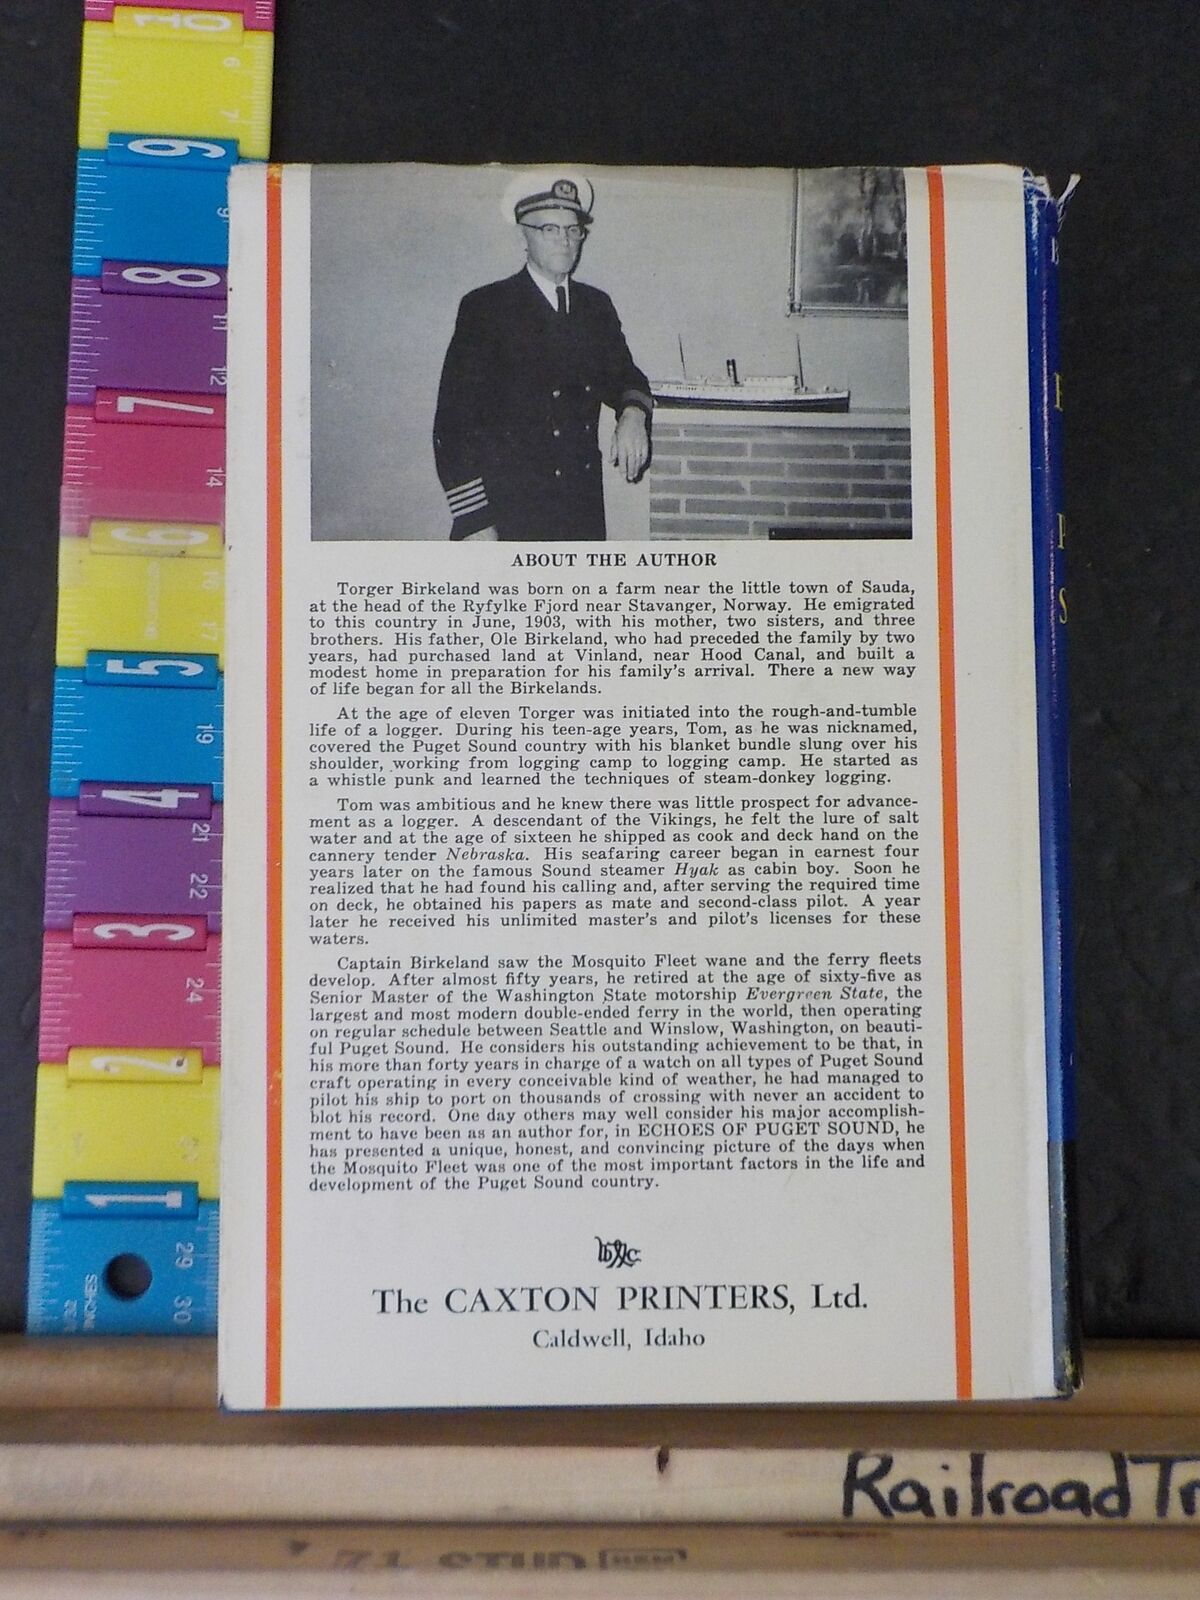 ABOUT THE AUTHOR
Torger Birkeland was born on a farm near the little town of Sauda,
at the head of the Ryfylke Fjord near Stavanger, Norway. He emigrated
to this country in June, 1903, with his mother, two sisters, and three
brothers. His father, Ole Birkeland, who had preceded the family by two
years, had purchased land at Vinland, near Hood Canal, and built a
modest home in preparation for his family's arrival. There a new way
of life began for all the Birkelands.
At the age of eleven Torger was initiated into the rough-and-tumble
life of a logger. During his teen-age years, Tom, as he was nicknamed,
covered the Puget Sound country with his blanket bundle slung over his
shoulder, working from logging camp to logging camp. He started as
a whistle punk and learned the techniques of steam-donkey logging.
Tom was ambitious and he knew there was little prospect for advance-
ment as a logger. A descendant of the Vikings, he felt the lure of salt
water and at the age of sixteen he shipped as cook and deck hand on the
cannery tender Nebraska. His seafaring career began in earnest four
years later on the famous Sound steamer Hyak as cabin boy. Soon he
realized that he had found his calling and, after serving the required time
on deck, he obtained his papers as mate and second-class pilot. A year
later he received his unlimited master's and pilot's licenses for these
waters.
Captain Birkeland saw the Mosquito Fleet wane and the ferry fleets
develop. After almost fifty years, he retired at the age of sixty-five as
Senior Master of the Washington State motorship Evergreen State, the
largest and most modern double-ended ferry in the world, then operating
on regular schedule between Seattle and Winslow, Washington, on beauti-
ful Puget Sound. He considers his outstanding achievement to be that, in
his more than forty years in charge of a watch on all types of Puget Sound
craft operating in every conceivable kind of weather, he had managed to
pilot his ship to port on thousands of crossing with never an accident to
blot his record. One day others may well consider his major accomplish-
ment to have been as an author for, in ECHOES OF PUGET SOUND, he
has presented a unique, honest, and convincing picture of the days when
the Mosquito Fleet was one of the most important factors in the life and
development of the Puget Sound country.
The CAXTON PRINTERS, Ltd.
Caldwell, Idaho
10
9
8
7
6
5
4
3
2
1
6
7
9
11
12
14
16
17
19
21
22
24
29
30
32
INCHES
Railroad Tr
STUD